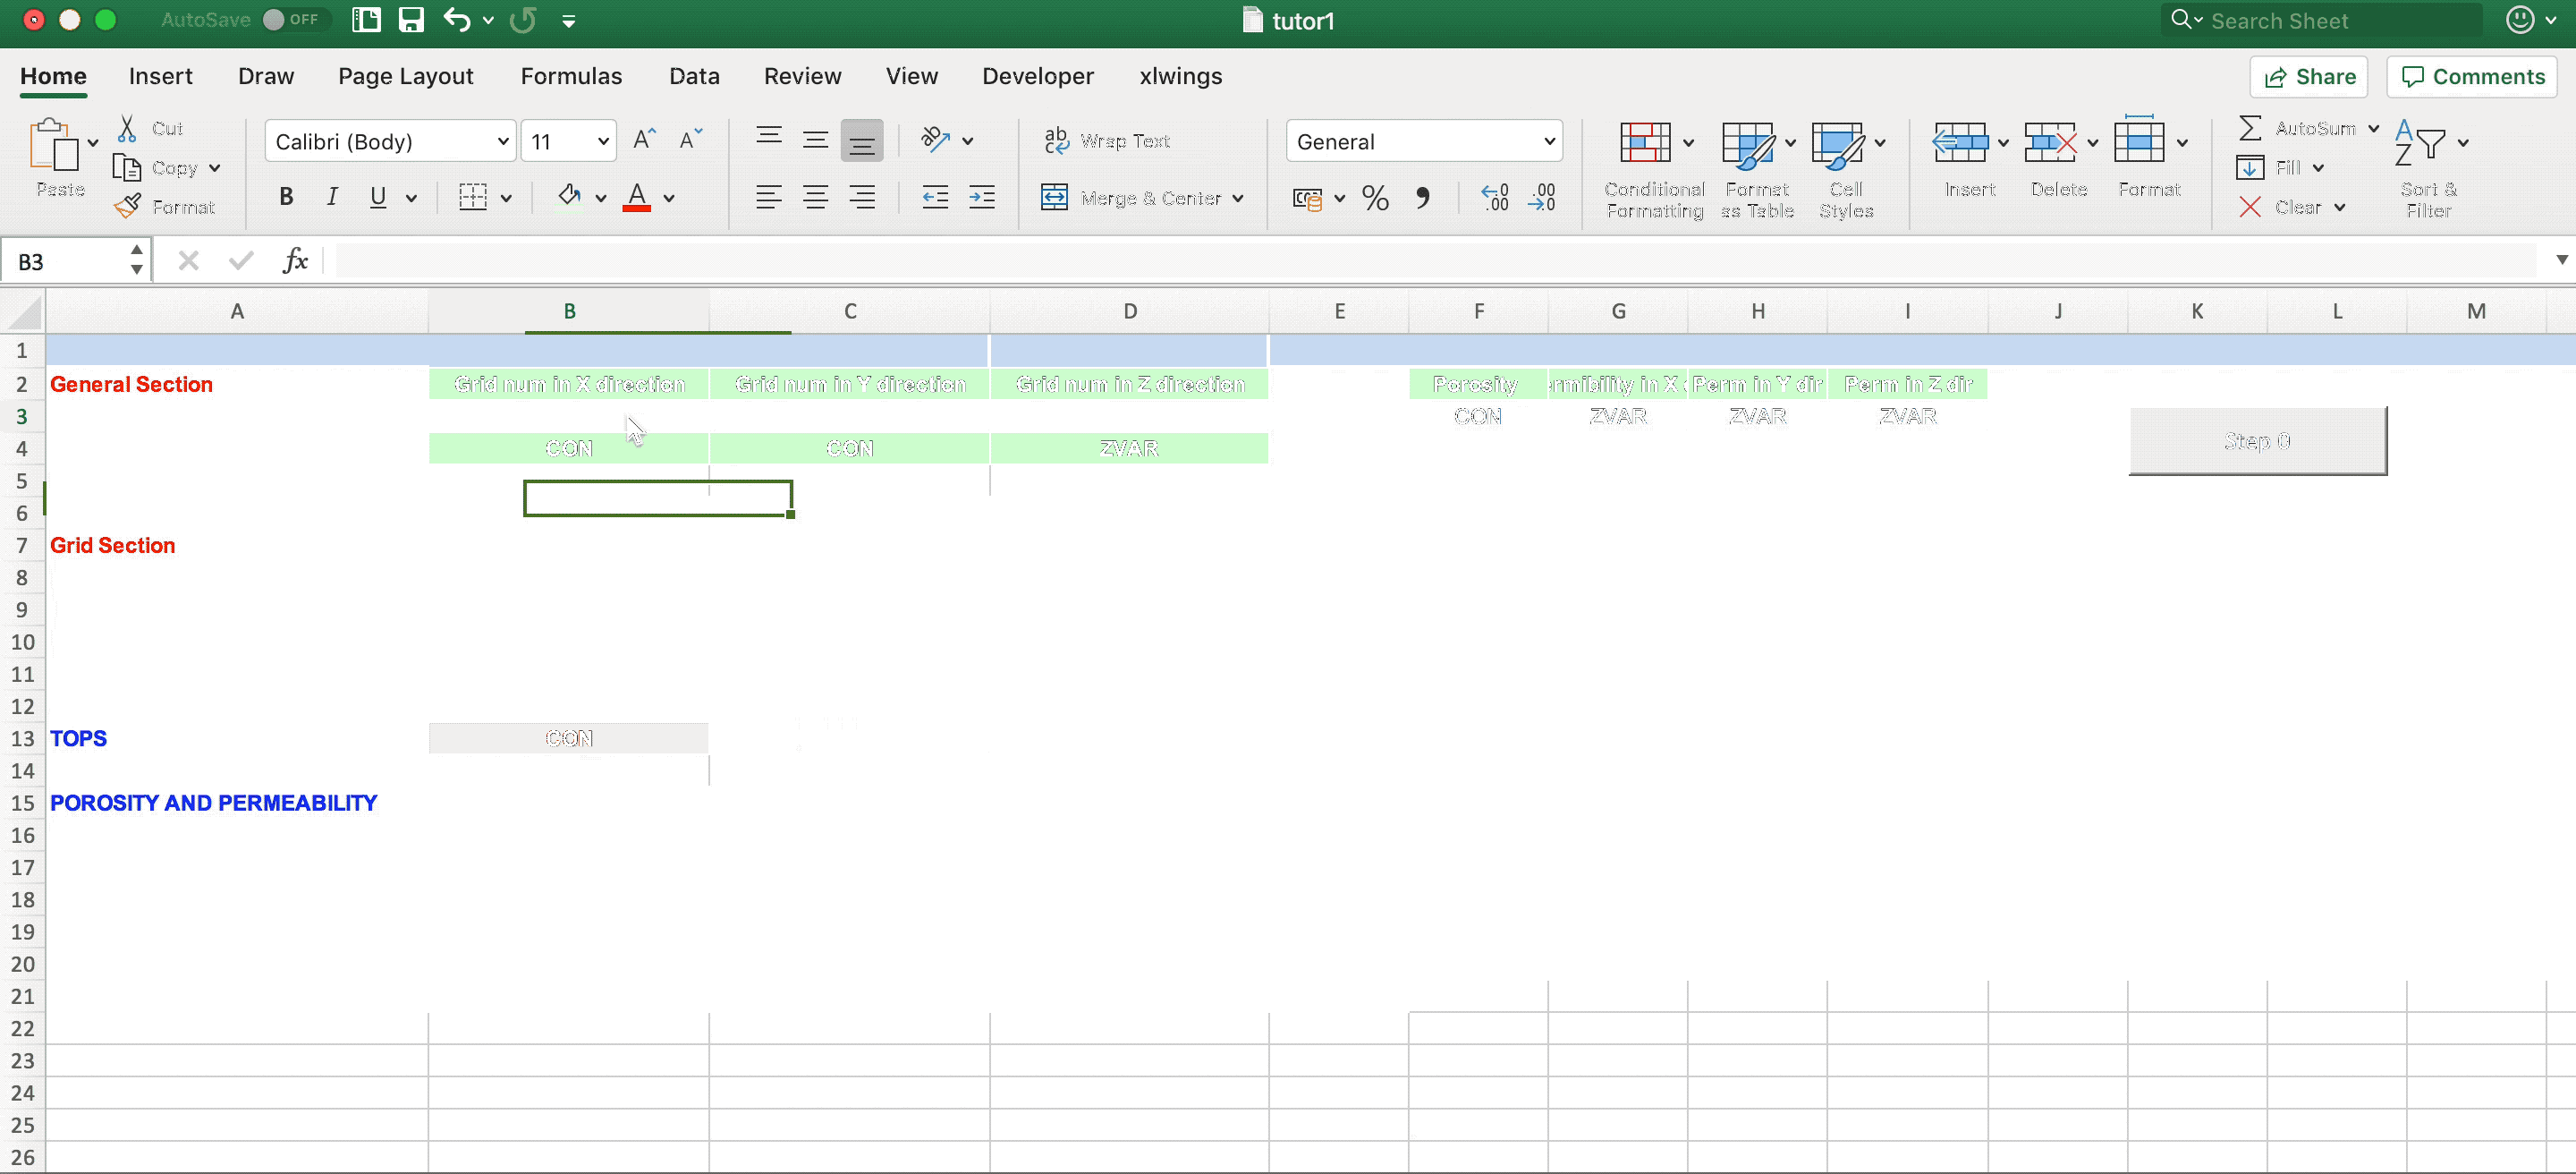 AutoSave OFF tutor1 Search Sheet
Home Insert Draw Page Layout Formulas Data Review View Developer xlwings Share Comments
Paste Cut Copy Format
Calibri (Body) 11
B I U A
ab Wrap Text
Merge & Center
General
% .00 .00
Conditional Formatting
Format as Table
Cell Styles
Insert Delete Format
AutoSum
Fill
Clear
Sort & Filter
B3 fx
A B C D E F G H I J K L M
1
2 General Section Grid num in X direction Grid num in Y direction Grid num in Z direction Porosity ermibility in X Perm in Y dir Perm in Z dir
3 CON ZVAR ZVAR ZVAR
Step 0
4 CON CON ZVAR
5
6
7 Grid Section
8
9
10
11
12
13 TOPS CON
14
15 POROSITY AND PERMEABILITY
16
17
18
19
20
21
22
23
24
25
26